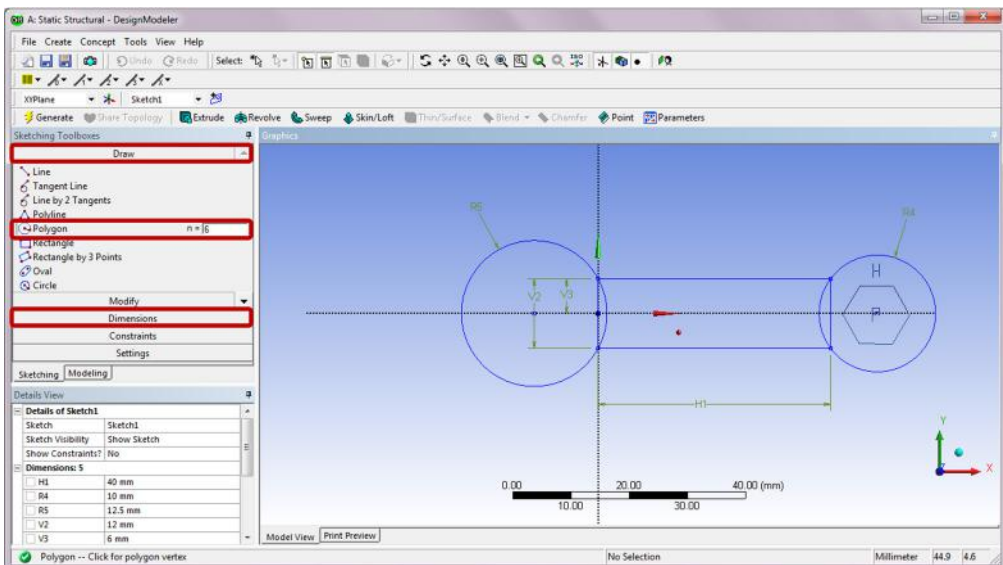 A: Static Structural - DesignModeler
File Create Concept Tools View Help
Undo Redo Select:
XYPlane Sketch1
Generate Share Topology Extrude Revolve Sweep Skin/Loft Thin/Surface Blend Chamfer Point Parameters
Sketching Toolboxes
Draw
Line
Tangent Line
Line by 2 Tangents
Polyline
Polygon n = 6
Rectangle
Rectangle by 3 Points
Oval
Circle
Modify
Dimensions
Constraints
Settings
Sketching Modeling
Details View
Details of Sketch1
Sketch Sketch1
Sketch Visibility Show Sketch
Show Constraints? No
Dimensions: 5
H1 40 mm
R4 10 mm
R5 12.5 mm
V2 12 mm
V3 6 mm
Graphics
R5
R4
H
V2 V3
P
H1
Y
X
0.00 20.00 40.00 (mm)
10.00 30.00
Model View Print Preview
Polygon -- Click for polygon vertex No Selection Millimeter 44.9 4.6